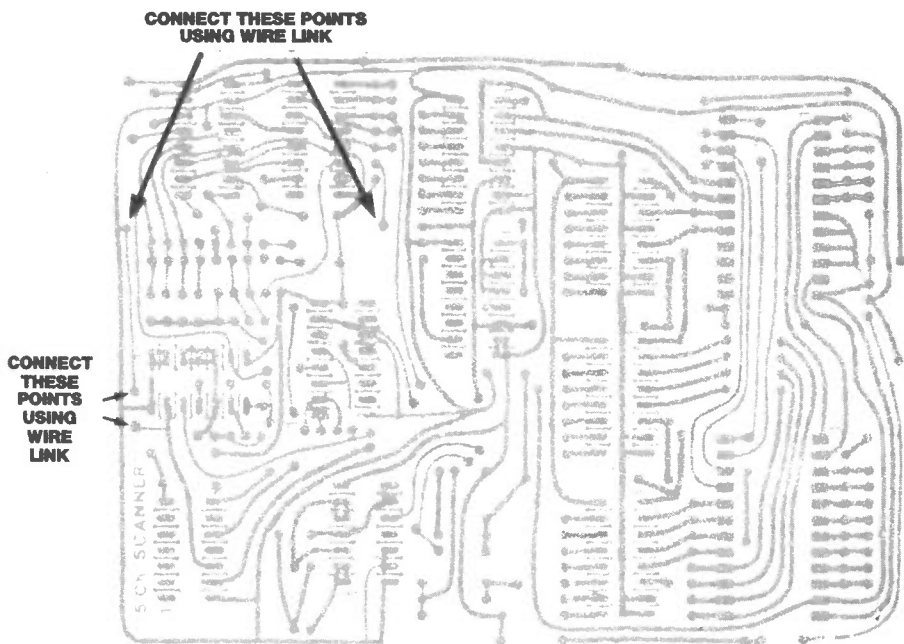 CONNECT THESE POINTS
USING WIRE LINK
CONNECT
THESE
POINTS
USING
WIRE
LINK
5 Ch SCANNER